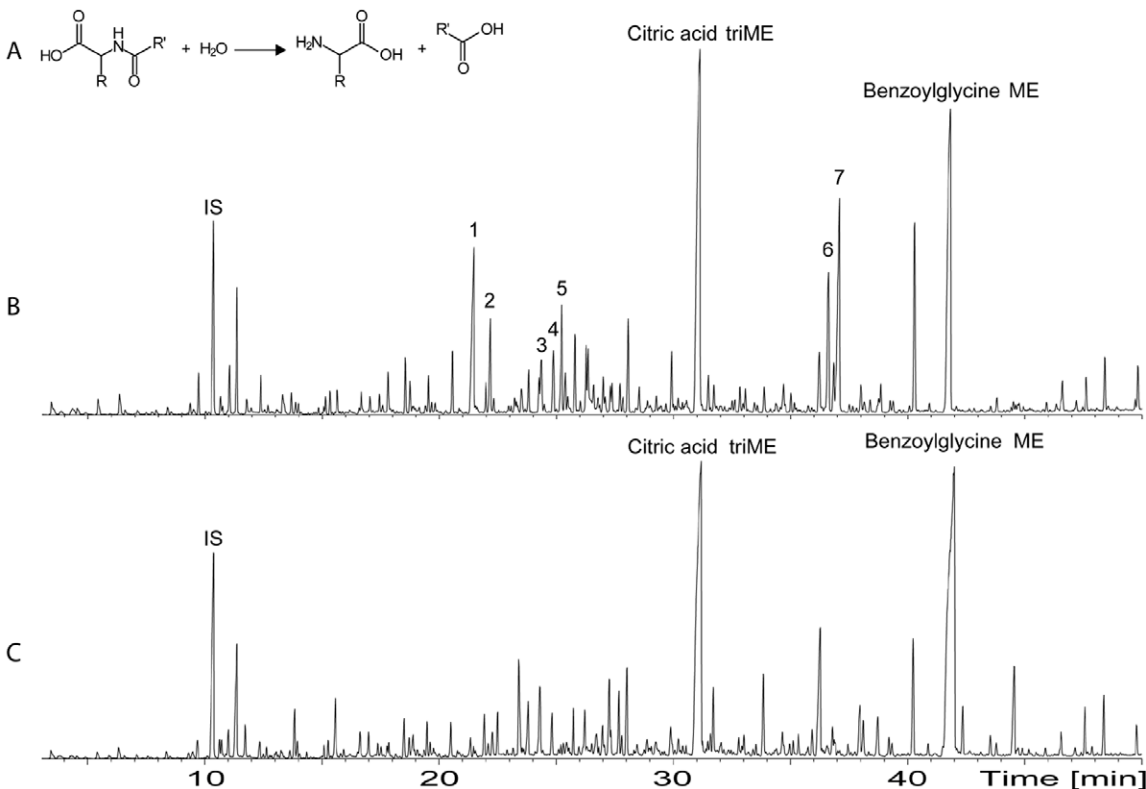 A
HO
O
H
N
R'
R
O
+ H₂O
H₂N
O
OH
R
+
R'
OH
O
B
IS
1
2
3
4
5
Citric acid triME
6
7
Benzoylglycine ME
C
IS
Citric acid triME
Benzoylglycine ME
10 20 30 40 Time [min]